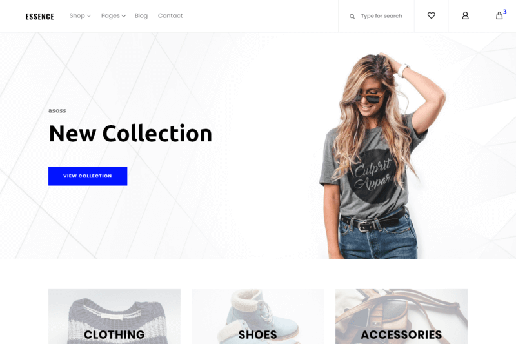 ESSENCE
Shop Pages Blog Contact
Type for search
3
asoss
New Collection
VIEW COLLECTION
CLOTHING
SHOES
ACCESSORIES